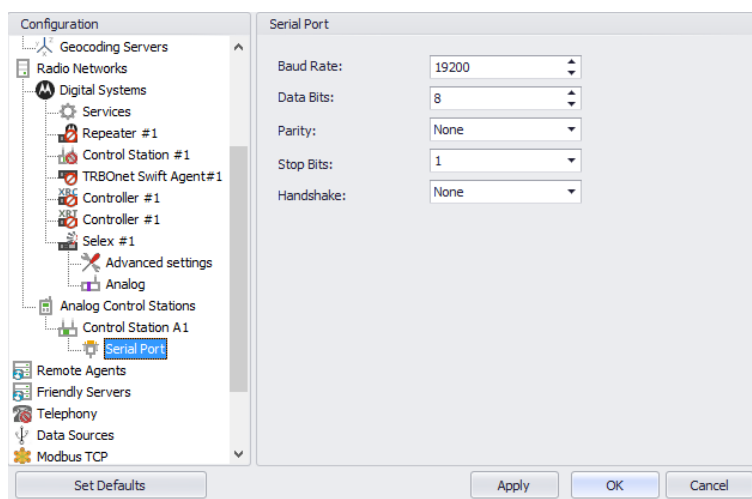 Configuration
Geocoding Servers
Radio Networks
Digital Systems
Services
Repeater #1
Control Station #1
TRBOnet Swift Agent#1
XRC Controller #1
XRT Controller #1
Selex #1
Advanced settings
Analog
Analog Control Stations
Control Station A1
Serial Port
Remote Agents
Friendly Servers
Telephony
Data Sources
Modbus TCP
Set Defaults
Serial Port
Baud Rate: 19200
Data Bits: 8
Parity: None
Stop Bits: 1
Handshake: None
Apply OK Cancel